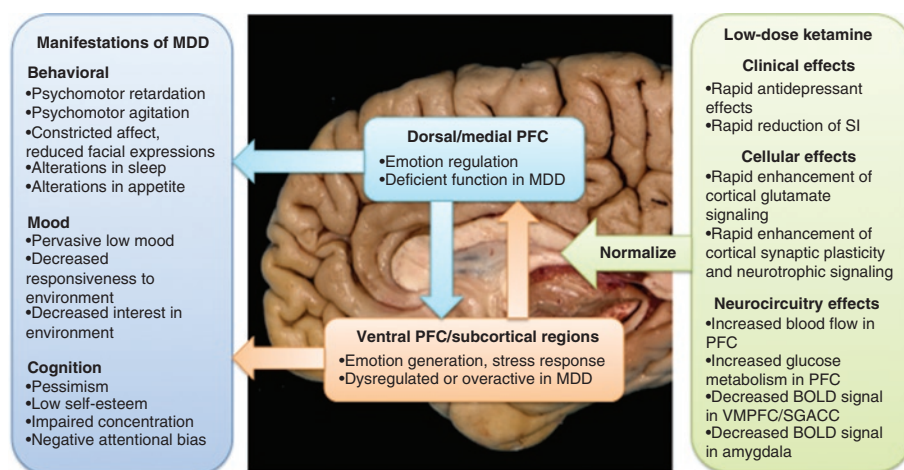 Manifestations of MDD
Behavioral
•Psychomotor retardation
•Psychomotor agitation
•Constricted affect,
reduced facial expressions
•Alterations in sleep
•Alterations in appetite
Mood
•Pervasive low mood
•Decreased
responsiveness to
environment
•Decreased interest in
environment
Cognition
•Pessimism
•Low self-esteem
•Impaired concentration
•Negative attentional bias
Dorsal/medial PFC
•Emotion regulation
•Deficient function in MDD
Ventral PFC/subcortical regions
•Emotion generation, stress response
•Dysregulated or overactive in MDD
Normalize
Low-dose ketamine
Clinical effects
•Rapid antidepressant
effects
•Rapid reduction of SI
Cellular effects
•Rapid enhancement of
cortical glutamate
signaling
•Rapid enhancement of
cortical synaptic plasticity
and neurotrophic signaling
Neurocircuitry effects
•Increased blood flow in
PFC
•Increased glucose
metabolism in PFC
•Decreased BOLD signal
in VMPFC/SGACC
•Decreased BOLD signal
in amygdala